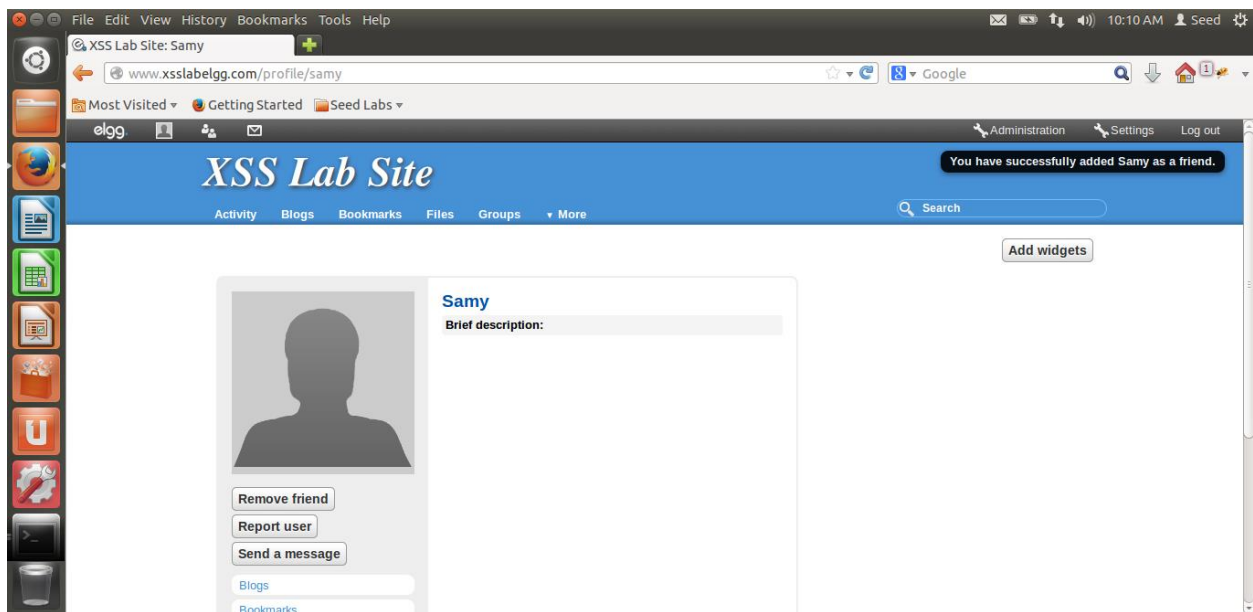 File Edit View History Bookmarks Tools Help 10:10 AM Seed
XSS Lab Site: Samy
www.xsslabelgg.com/profile/samy Google 1
Most Visited Getting Started Seed Labs
elgg. Administration Settings Log out
XSS Lab Site
You have successfully added Samy as a friend.
Activity Blogs Bookmarks Files Groups More
Search
Add widgets
Samy
Brief description:
Remove friend
Report user
Send a message
Blogs
Bookmarks